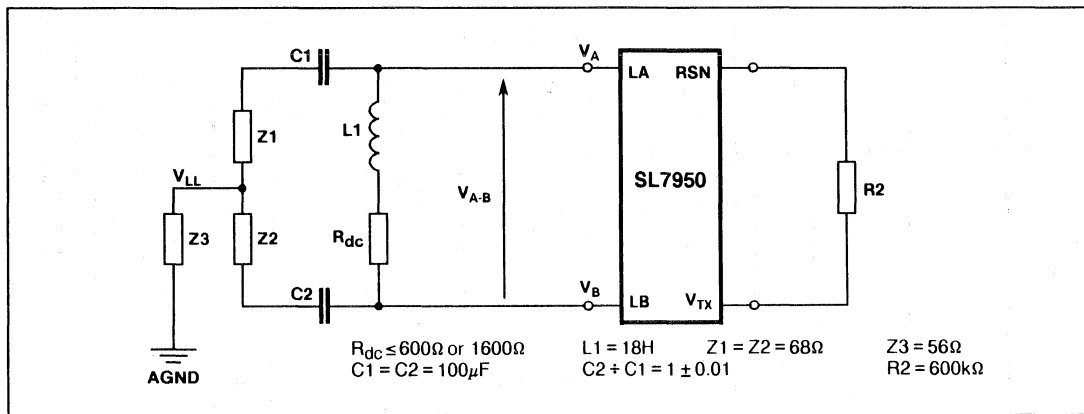 C1
V_A
LA
RSN
Z1
L1
V_LL
V_A-B
SL7950
R2
Z3
Z2
R_dc
C2
V_B
LB
V_TX
AGND
R_dc ≤ 600Ω or 1600Ω
L1 = 18H
Z1 = Z2 = 68Ω
Z3 = 56Ω
C1 = C2 = 100μF
C2 ÷ C1 = 1 ± 0.01
R2 = 600kΩ